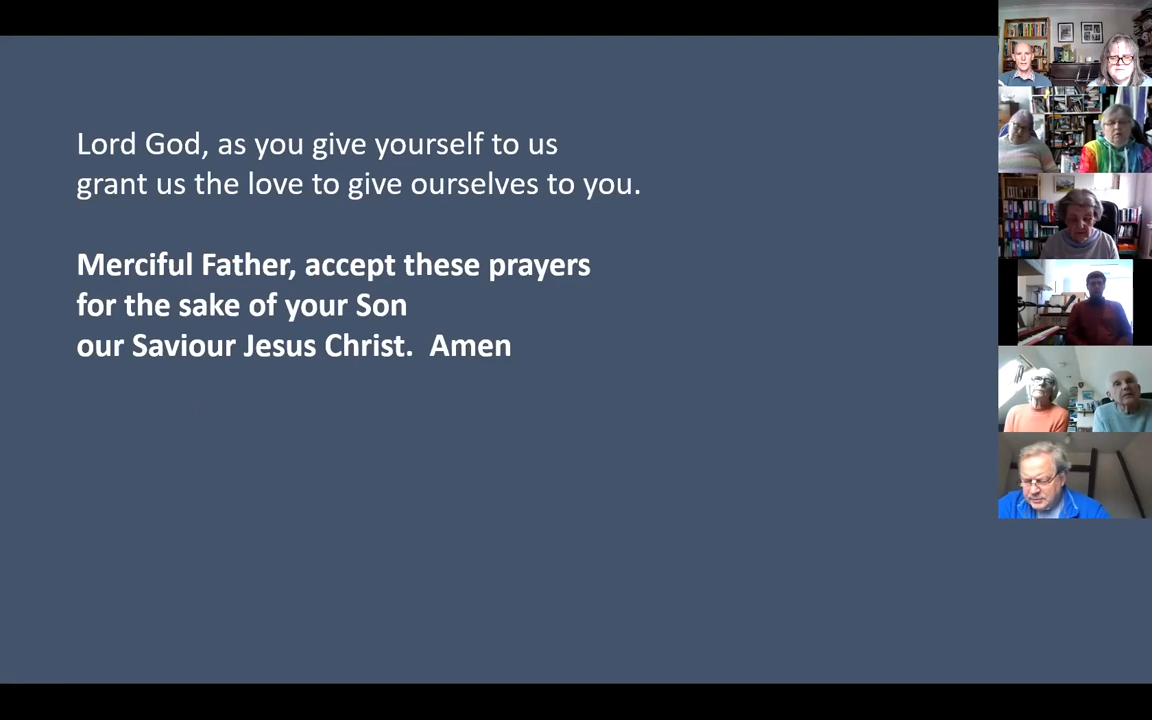 Lord God, as you give yourself to us
grant us the love to give ourselves to you.
Merciful Father, accept these prayers
for the sake of your Son
our Saviour Jesus Christ.  Amen